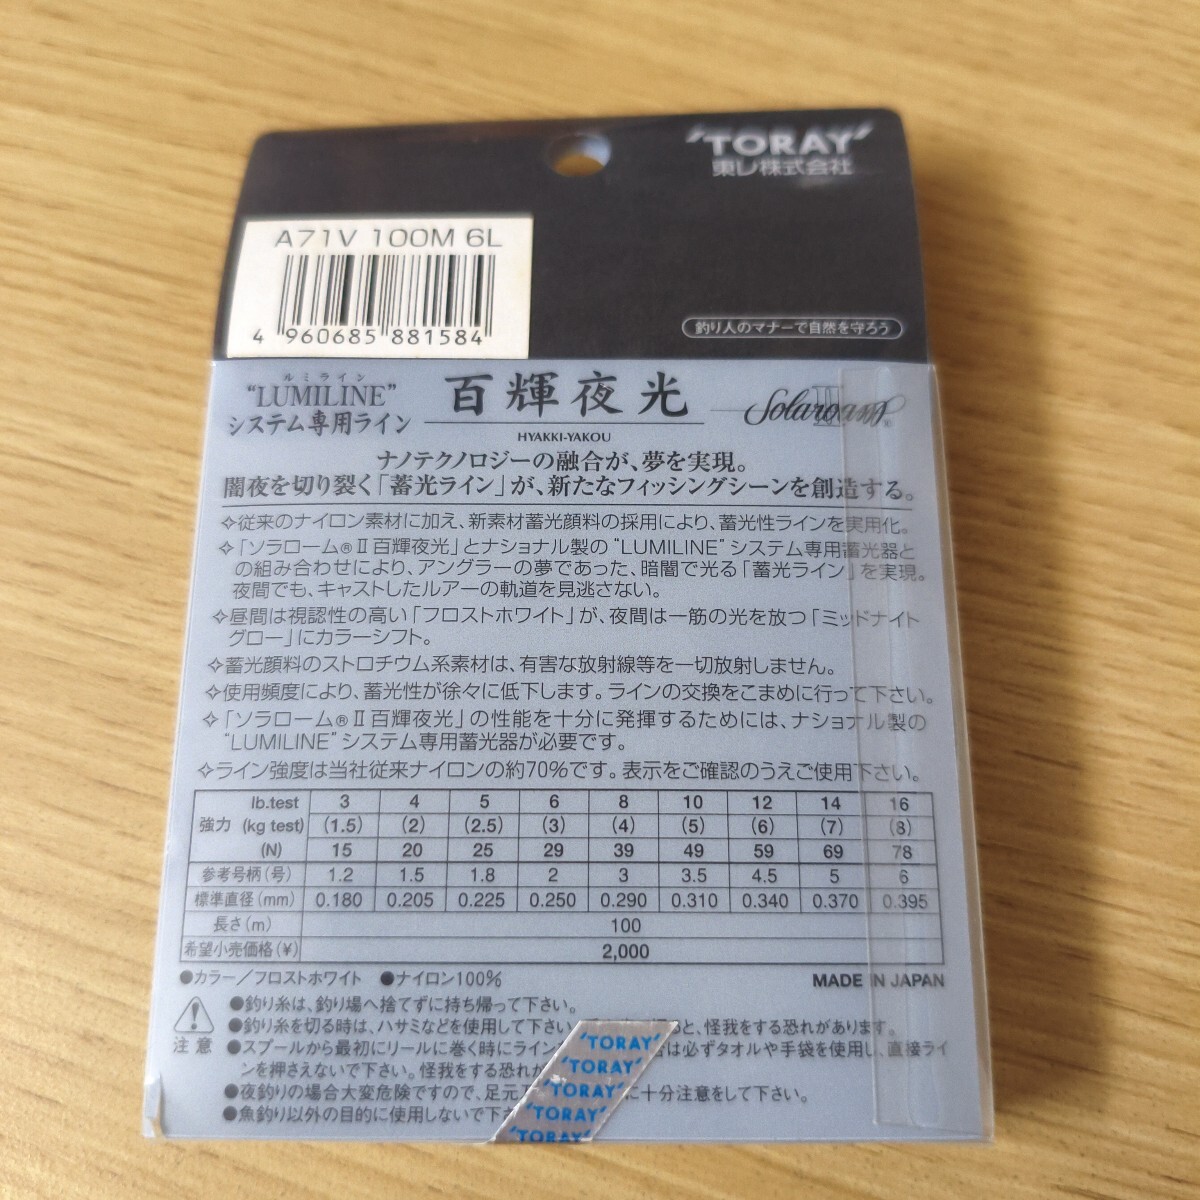 'TORAY'
東レ株式会社
A71V 100M 6L
4 960685 881584
釣り人のマナーで自然を守ろう
ルミライン
"LUMILINE"
システム専用ライン
百輝夜光
HYAKKI-YAKOU
Solaroam II®
ナノテクノロジーの融合が、夢を実現。
闇夜を切り裂く「蓄光ライン」が、新たなフィッシングシーンを創造する。
✧従来のナイロン素材に加え、新素材蓄光顔料の採用により、蓄光性ラインを実用化。
✧「ソラローム®Ⅱ百輝夜光」とナショナル製の "LUMILINE" システム専用蓄光器と
の組み合わせにより、アングラーの夢であった、暗闇で光る「蓄光ライン」を実現。
夜間でも、キャストしたルアーの軌道を見逃さない。
✧昼間は視認性の高い「フロストホワイト」が、夜間は一筋の光を放つ「ミッドナイト
グロー」にカラーシフト。
✧蓄光顔料のストロチウム系素材は、有害な放射線等を一切放射しません。
✧使用頻度により、蓄光性が徐々に低下します。ラインの交換をこまめに行って下さい。
✧「ソラローム®Ⅱ百輝夜光」の性能を十分に発揮するためには、ナショナル製の
"LUMILINE" システム専用蓄光器が必要です。
✧ライン強度は当社従来ナイロンの約70%です。表示をご確認のうえご使用下さい。
強力 lb.test 3 4 5 6 8 10 12 14 16
(kg test) (1.5) (2) (2.5) (3) (4) (5) (6) (7) (8)
(N) 15 20 25 29 39 49 59 69 78
参考号柄(号) 1.2 1.5 1.8 2 3 3.5 4.5 5 6
標準直径(mm) 0.180 0.205 0.225 0.250 0.290 0.310 0.340 0.370 0.395
長さ(m) 100
希望小売価格(¥) 2,000
●カラー/フロストホワイト ●ナイロン100% MADE IN JAPAN
注意
●釣り糸は、釣り場へ捨てずに持ち帰って下さい。
●釣り糸を切る時は、ハサミなどを使用して下さい と、怪我をする恐れがあります。
●スプールから最初にリールに巻く時にライン は必ずタオルや手袋を使用し、直接ライ
ンを押さえないで下さい。怪我をする恐れが
●夜釣りの場合大変危険ですので、足元 に十分注意をして下さい。
●魚釣り以外の目的に使用しないで下さ
'TORAY'
'TORAY'
'TORAY'
'TORAY'
'TORAY'